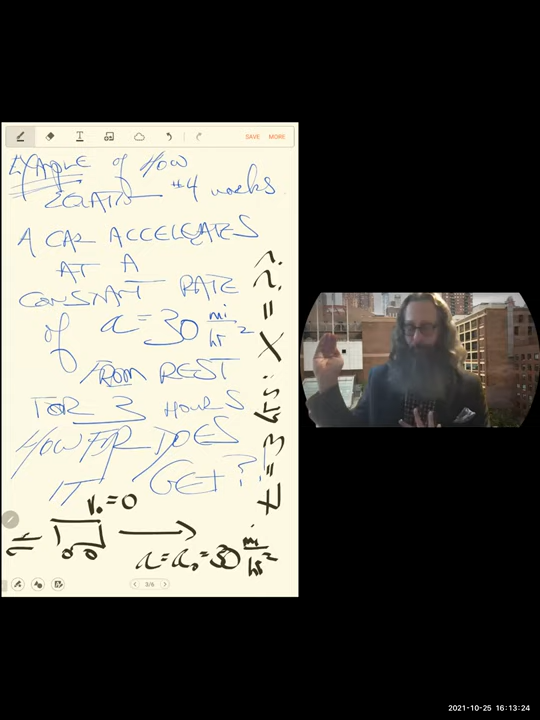 SAVE MORE
EXAMPLE of HOW
EQUATION #4 works
A CAR ACCELERATES
AT A
CONSTANT RATE
of a = 30 mi/hr²
FROM REST
FOR 3 HOURS
HOW FAR DOES
IT GET?
t = 3 hrs: X = ??
V₀ = 0
a = a₀ = 30 mi/hr²
3/6
2021-10-25 16:13:24